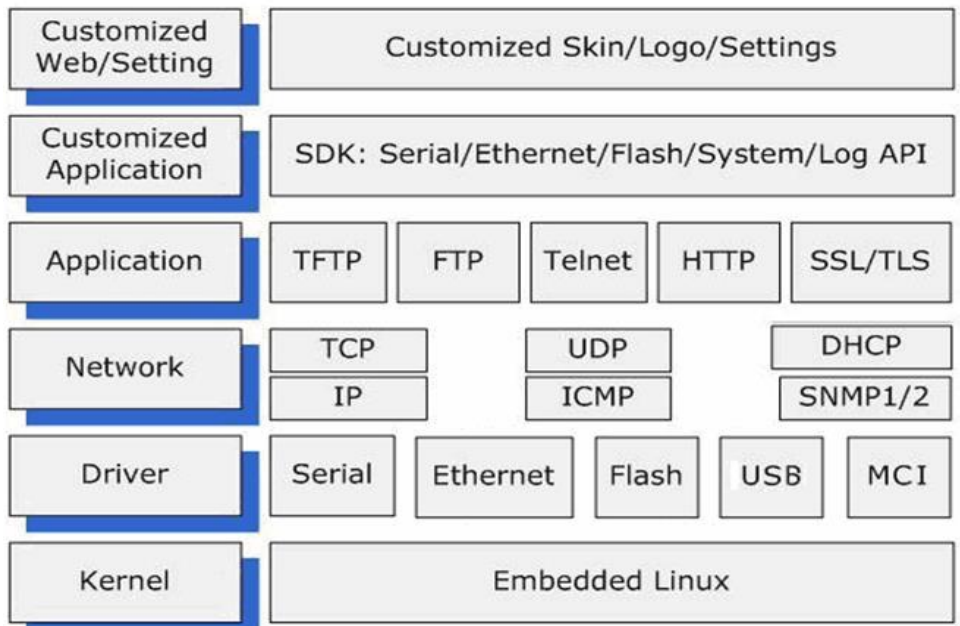 Customized
Web/Setting
Customized Skin/Logo/Settings
Customized
Application
SDK: Serial/Ethernet/Flash/System/Log API
Application
TFTP
FTP
Telnet
HTTP
SSL/TLS
Network
TCP
UDP
DHCP
IP
ICMP
SNMP1/2
Driver
Serial
Ethernet
Flash
USB
MCI
Kernel
Embedded Linux